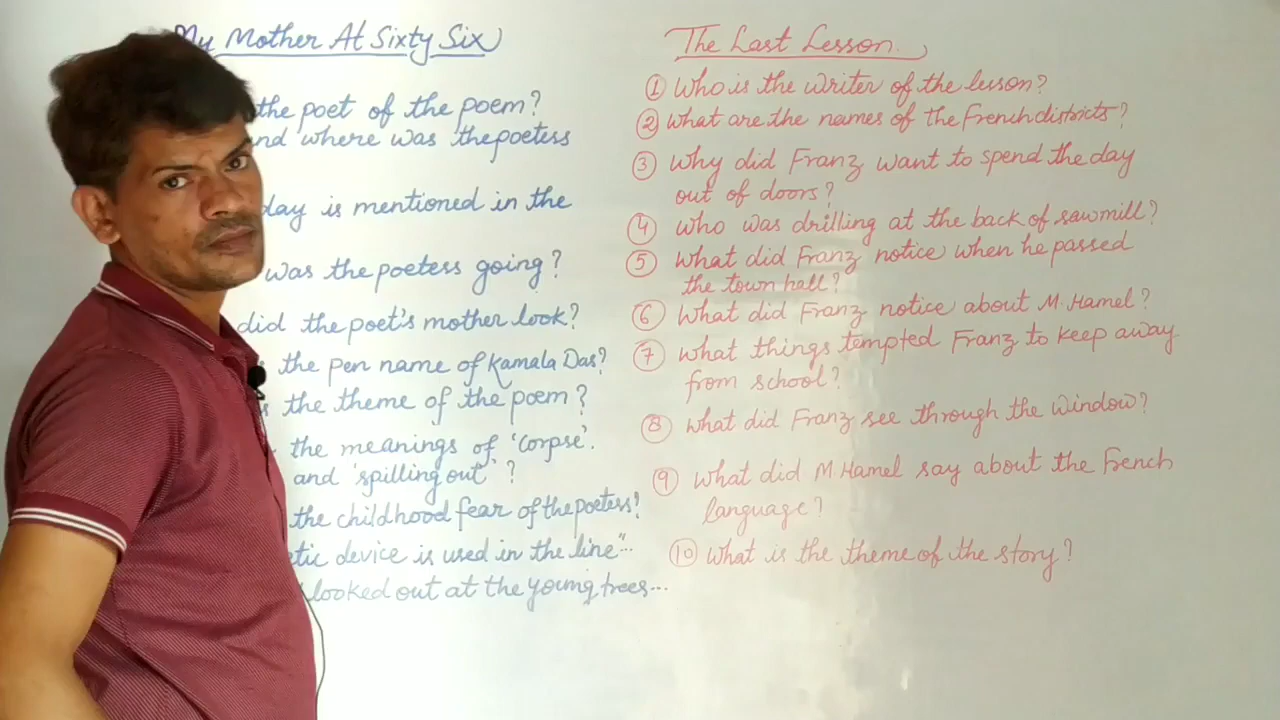 My Mother At Sixty Six
the poet of the poem?
and where was the poetess
day is mentioned in the
was the poetess going?
did the poet's mother look?
the pen name of Kamala Das?
the theme of the poem?
the meanings of 'corpse'.
and 'spilling out' ?
the childhood fear of the poetess?
tic device is used in the line"...
looked out at the young trees...
The Last Lesson
① Who is the writer of the lesson?
② What are the names of the French districts?
③ Why did Franz want to spend the day
out of doors?
④ Who was drilling at the back of sawmill?
⑤ What did Franz notice when he passed
the town hall?
⑥ What did Franz notice about M. Hamel?
⑦ What things tempted Franz to keep away
from school?
⑧ What did Franz see through the window?
⑨ What did M. Hamel say about the French
language?
⑩ What is the theme of the story?